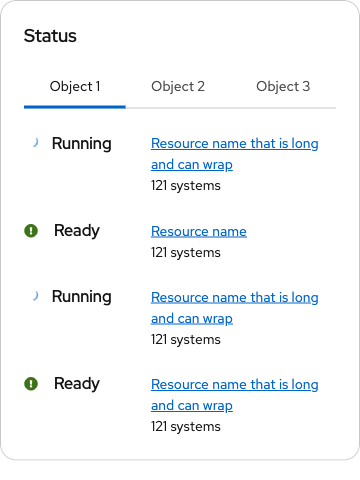 Status
Object 1 Object 2 Object 3
Running Resource name that is long
and can wrap
121 systems
Ready Resource name
121 systems
Running Resource name that is long
and can wrap
121 systems
Ready Resource name that is long
and can wrap
121 systems